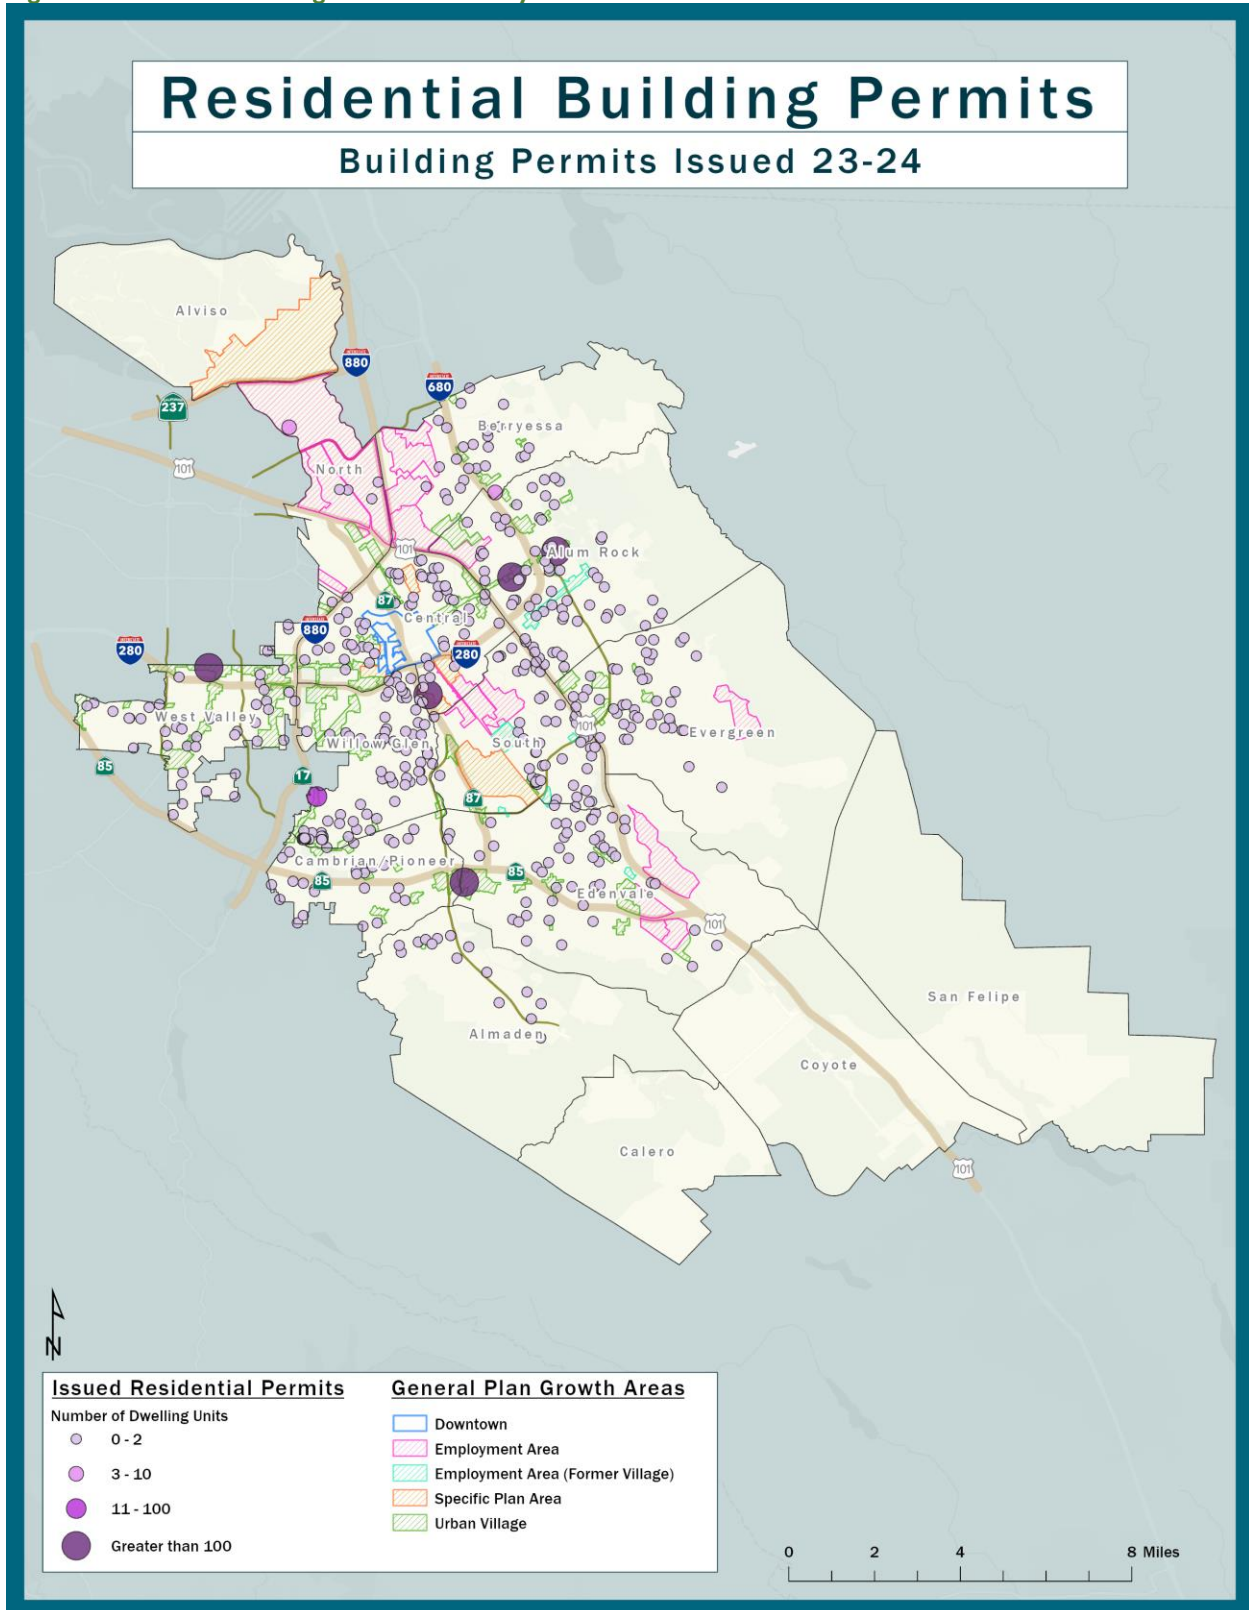 Residential Building Permits
Building Permits Issued 23-24
Alviso
880
680
237
Berryessa
101
North
101
Alum Rock
87
Central
880
280
280
West Valley
Willow Glen
South
101
Evergreen
85
17
87
Cambrian/Pioneer
85
85
Edenvale
101
San Felipe
Almaden
Coyote
Calero
101
N
Issued Residential Permits
Number of Dwelling Units
0 - 2
3 - 10
11 - 100
Greater than 100
General Plan Growth Areas
Downtown
Employment Area
Employment Area (Former Village)
Specific Plan Area
Urban Village
0 2 4 8 Miles